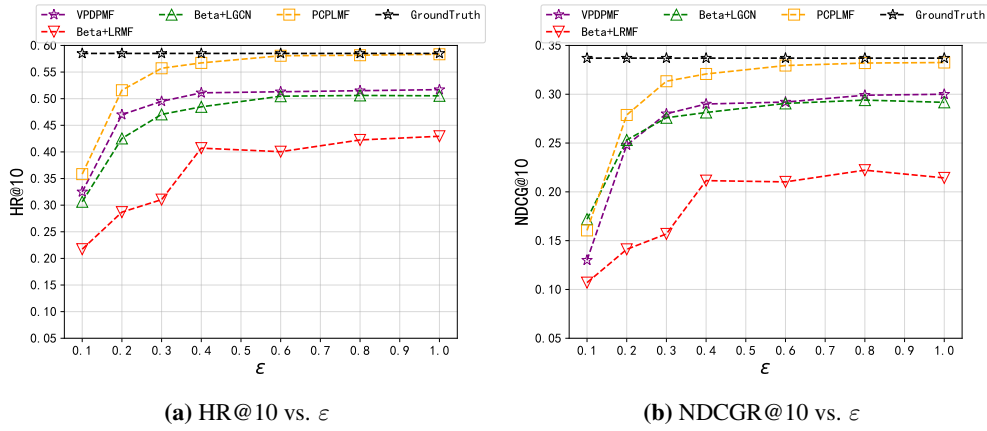 VPDPMF Beta+LGCN PCPLMF GroundTruth
Beta+LRMF
HR@10
0.60
0.55
0.50
0.45
0.40
0.35
0.30
0.25
0.20
0.15
0.10
0.05
0.1 0.2 0.3 0.4 0.5 0.6 0.7 0.8 0.9 1.0
ε
(a) HR@10 vs. ε
VPDPMF Beta+LGCN PCPLMF GroundTruth
Beta+LRMF
NDCG@10
0.35
0.30
0.25
0.20
0.15
0.10
0.05
0.1 0.2 0.3 0.4 0.5 0.6 0.7 0.8 0.9 1.0
ε
(b) NDCGR@10 vs. ε